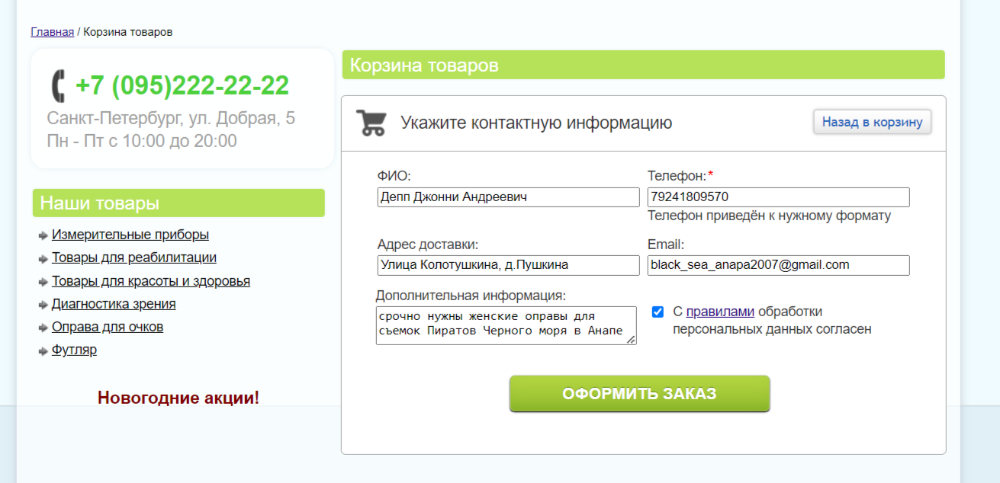 Главная / Корзина товаров
+7 (095)222-22-22
Санкт-Петербург, ул. Добрая, 5
Пн - Пт с 10:00 до 20:00
Наши товары
Измерительные приборы
Товары для реабилитации
Товары для красоты и здоровья
Диагностика зрения
Оправа для очков
Футляр
Новогодние акции!
Корзина товаров
Укажите контактную информацию
Назад в корзину
ФИО:
Депп Джонни Андреевич
Телефон:*
79241809570
Телефон приведён к нужному формату
Адрес доставки:
Улица Колотушкина, д.Пушкина
Email:
black_sea_anapa2007@gmail.com
Дополнительная информация:
срочно нужны женские оправы для
съемок Пиратов Черного моря в Анапе
С правилами обработки
персональных данных согласен
ОФОРМИТЬ ЗАКАЗ